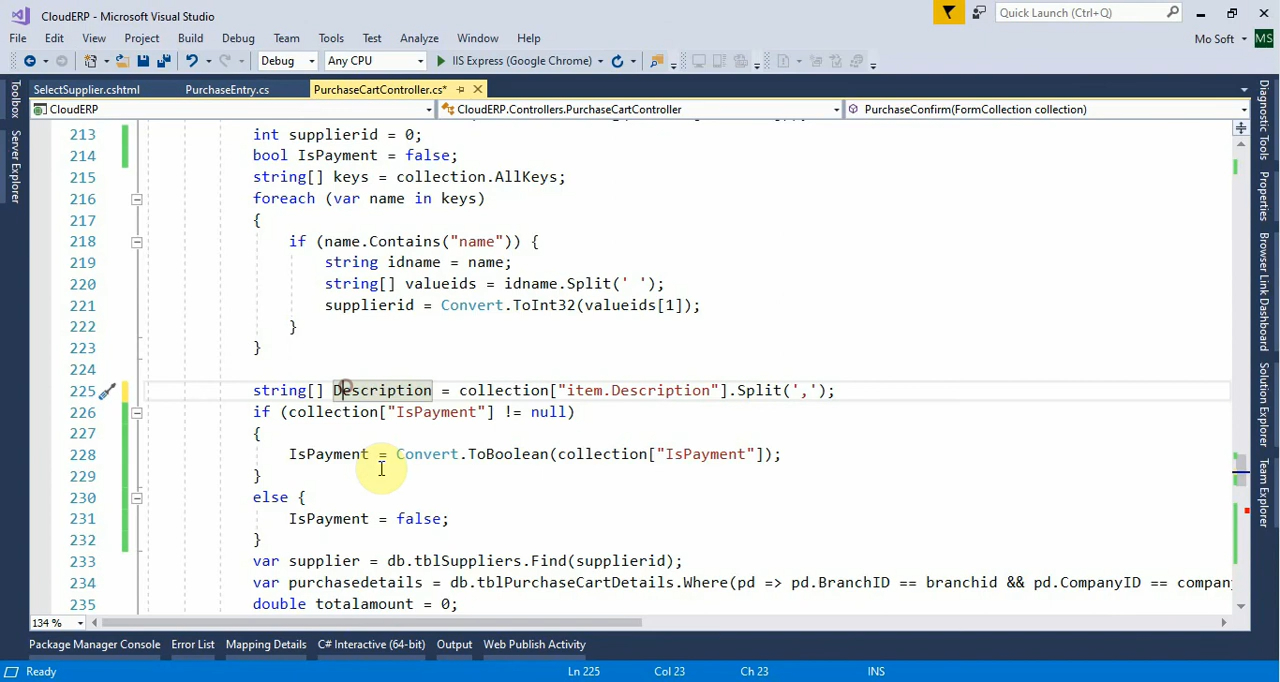 CloudERP - Microsoft Visual Studio
Quick Launch (Ctrl+Q)
File Edit View Project Build Debug Team Tools Test Analyze Window Help
Mo Soft MS
Debug Any CPU IIS Express (Google Chrome)
SelectSupplier.cshtml PurchaseEntry.cs PurchaseCartController.cs*
CloudERP CloudERP.Controllers.PurchaseCartController PurchaseConfirm(FormCollection collection)
Toolbox
Server Explorer
213 int supplierid = 0;
214 bool IsPayment = false;
215 string[] keys = collection.AllKeys;
216 foreach (var name in keys)
217 {
218 if (name.Contains("name")) {
219 string idname = name;
220 string[] valueids = idname.Split(' ');
221 supplierid = Convert.ToInt32(valueids[1]);
222 }
223 }
224
225 string[] Description = collection["item.Description"].Split(',');
226 if (collection["IsPayment"] != null)
227 {
228 IsPayment = Convert.ToBoolean(collection["IsPayment"]);
229 }
230 else {
231 IsPayment = false;
232 }
233 var supplier = db.tblSuppliers.Find(supplierid);
234 var purchasedetails = db.tblPurchaseCartDetails.Where(pd => pd.BranchID == branchid && pd.CompanyID == company
235 double totalamount = 0;
Diagnostic Tools
Properties
Browser Link Dashboard
Solution Explorer
Team Explorer
134 %
Package Manager Console Error List Mapping Details C# Interactive (64-bit) Output Web Publish Activity
Ready Ln 225 Col 23 Ch 23 INS